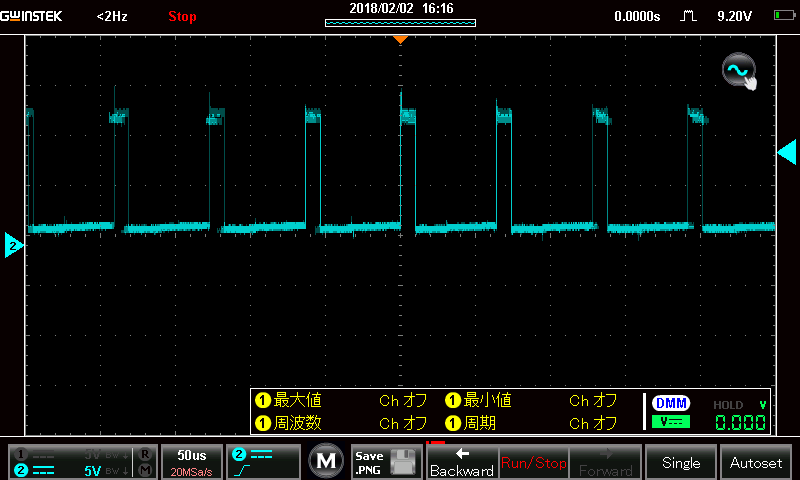 GWINSTEK <2Hz Stop 2018/02/02 16:16 0.0000s 9.20V
2
1 最大値 Ch オフ 1 最小値 Ch オフ DMM HOLD V
1 周波数 Ch オフ 1 周期 Ch オフ V 0.000
1 5V BW R 50us 2 M Save .PNG Backward Run/Stop Forward Single Autoset
2 5V BW M 20MSa/s